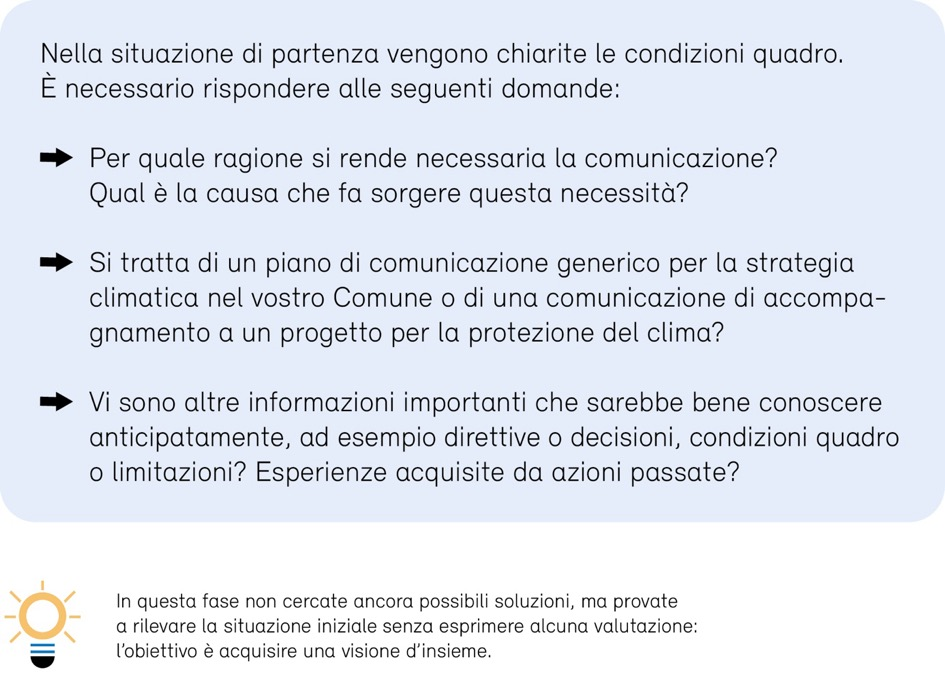 Nella situazione di partenza vengono chiarite le condizioni quadro.
È necessario rispondere alle seguenti domande:
Per quale ragione si rende necessaria la comunicazione?
Qual è la causa che fa sorgere questa necessità?
Si tratta di un piano di comunicazione generico per la strategia
climatica nel vostro Comune o di una comunicazione di accompa-
gnamento a un progetto per la protezione del clima?
Vi sono altre informazioni importanti che sarebbe bene conoscere
anticipatamente, ad esempio direttive o decisioni, condizioni quadro
o limitazioni? Esperienze acquisite da azioni passate?
In questa fase non cercate ancora possibili soluzioni, ma provate
a rilevare la situazione iniziale senza esprimere alcuna valutazione:
l’obiettivo è acquisire una visione d’insieme.